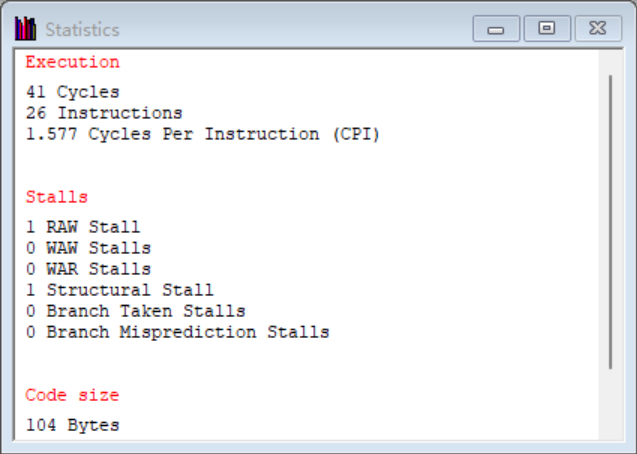 Statistics
Execution
41 Cycles
26 Instructions
1.577 Cycles Per Instruction (CPI)
Stalls
1 RAW Stall
0 WAW Stalls
0 WAR Stalls
1 Structural Stall
0 Branch Taken Stalls
0 Branch Misprediction Stalls
Code size
104 Bytes